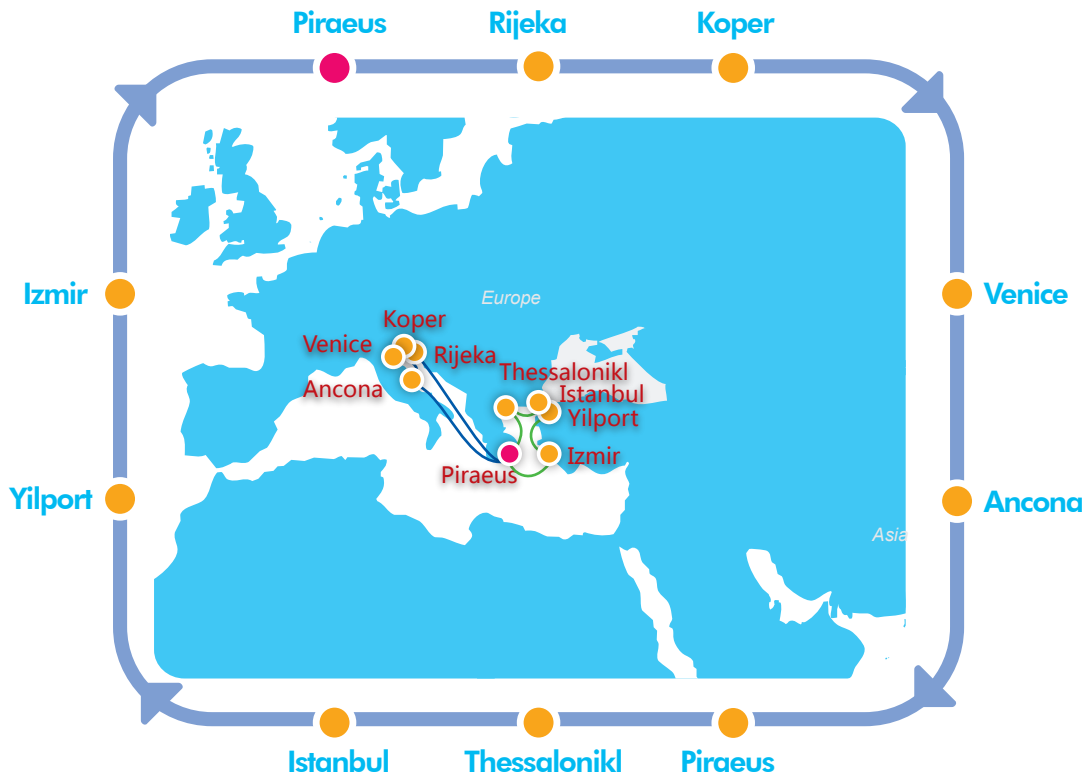 Piraeus
Rijeka
Koper
Izmir
Europe
Venice
Koper
Venice
Rijeka
Thessalonikl
Ancona
Istanbul
Yilport
Izmir
Piraeus
Yilport
Ancona
Asia
Istanbul
Thessalonikl
Piraeus